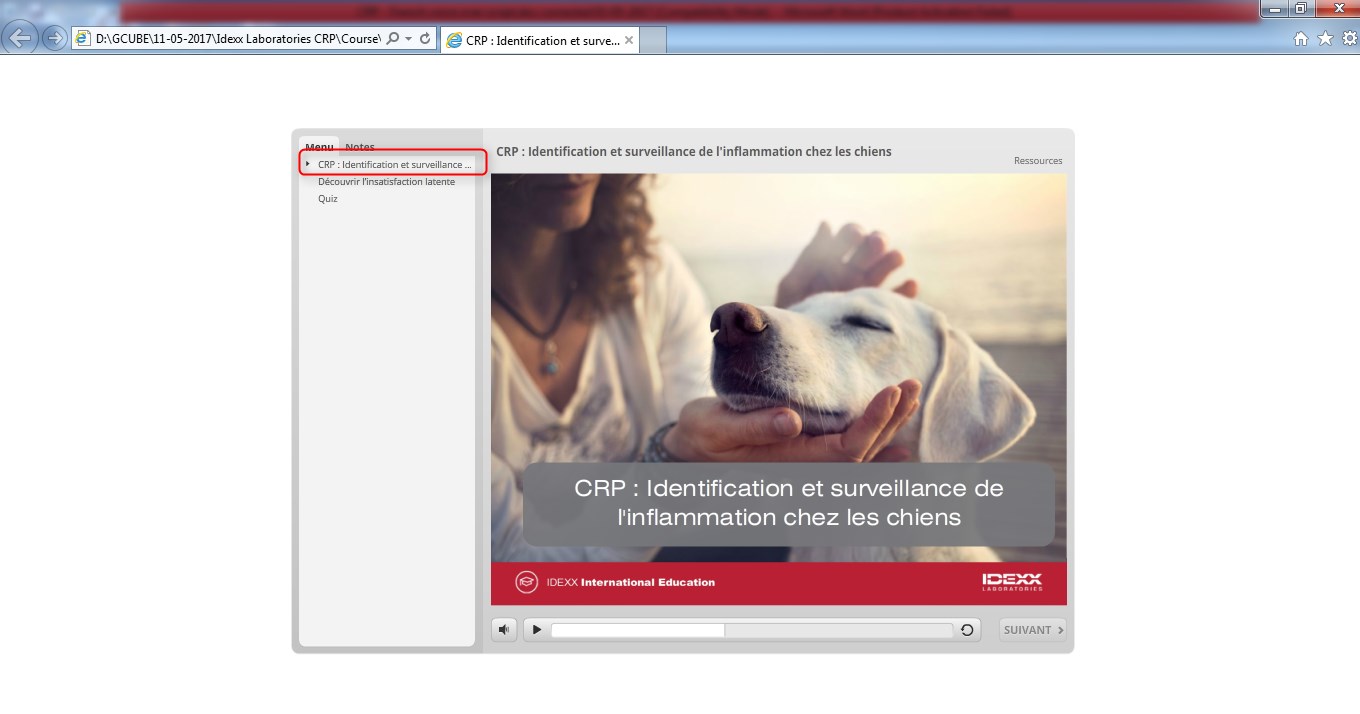 D:\GCUBE\11-05-2017\Idexx Laboratories CRP\Course\
CRP : Identification et surve...
Menu
Notes
CRP : Identification et surveillance ...
Découvrir l'insatisfaction latente
Quiz
CRP : Identification et surveillance de l'inflammation chez les chiens
Ressources
CRP : Identification et surveillance de
l'inflammation chez les chiens
IDEXX International Education
IDEXX
LABORATORIES
SUIVANT